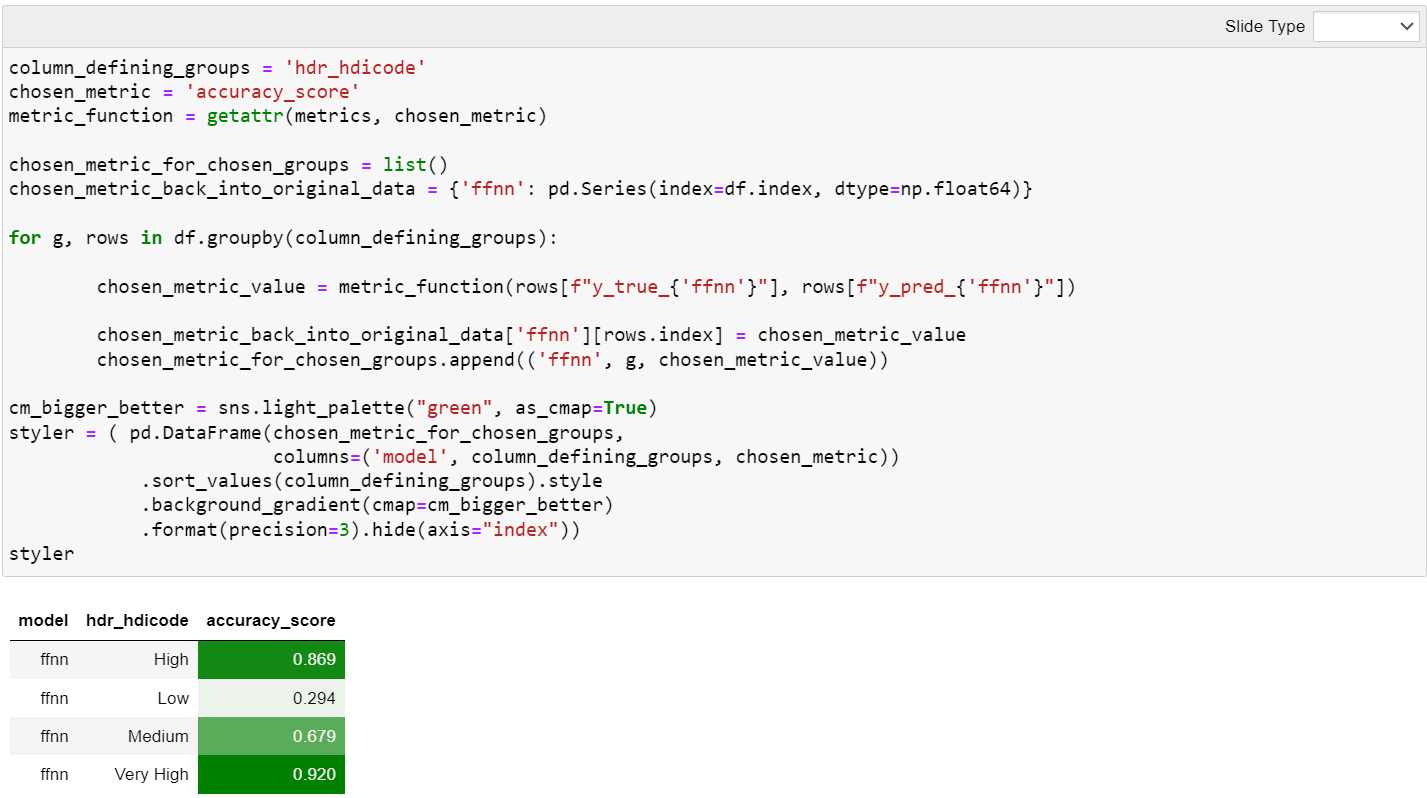 Slide Type
column_defining_groups = 'hdr_hdicode'
chosen_metric = 'accuracy_score'
metric_function = getattr(metrics, chosen_metric)
chosen_metric_for_chosen_groups = list()
chosen_metric_back_into_original_data = {'ffnn': pd.Series(index=df.index, dtype=np.float64)}
for g, rows in df.groupby(column_defining_groups):
chosen_metric_value = metric_function(rows[f"y_true_{'ffnn'}"], rows[f"y_pred_{'ffnn'}"])
chosen_metric_back_into_original_data['ffnn'][rows.index] = chosen_metric_value
chosen_metric_for_chosen_groups.append(('ffnn', g, chosen_metric_value))
cm_bigger_better = sns.light_palette("green", as_cmap=True)
styler = ( pd.DataFrame(chosen_metric_for_chosen_groups,
columns=('model', column_defining_groups, chosen_metric))
.sort_values(column_defining_groups).style
.background_gradient(cmap=cm_bigger_better)
.format(precision=3).hide(axis="index"))
styler
model hdr_hdicode accuracy_score
ffnn High 0.869
ffnn Low 0.294
ffnn Medium 0.679
ffnn Very High 0.920